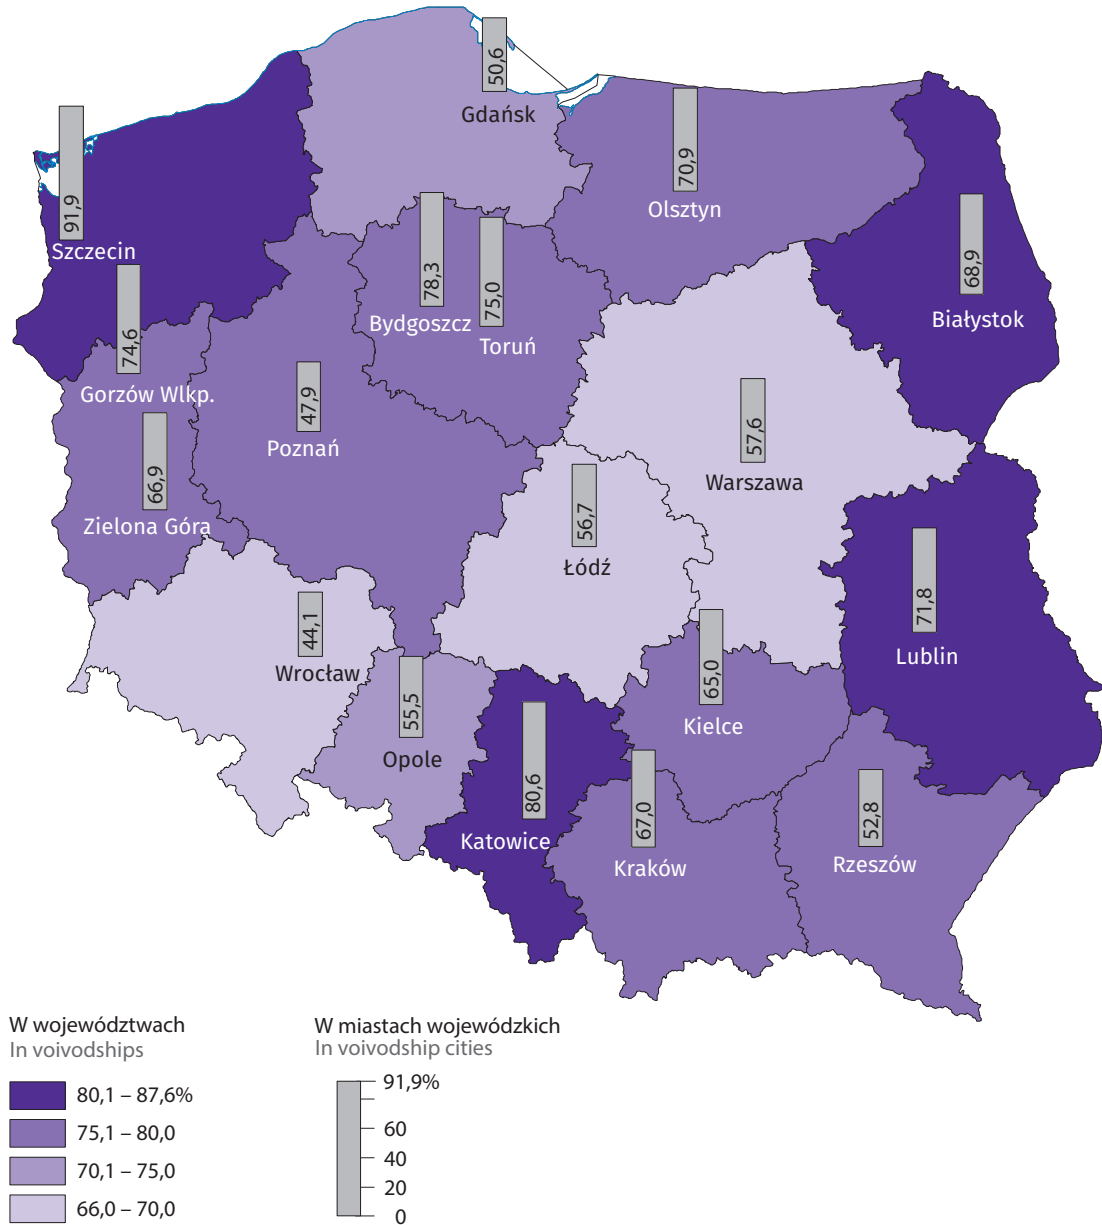 50,6
Gdańsk
91,9
Szczecin
70,9
Olsztyn
68,9
Białystok
78,3
Bydgoszcz
75,0
Toruń
74,6
Gorzów Wlkp.
47,9
Poznań
57,6
Warszawa
66,9
Zielona Góra
56,7
Łódź
71,8
Lublin
44,1
Wrocław
65,0
Kielce
55,5
Opole
80,6
Katowice
67,0
Kraków
52,8
Rzeszów
W województwach
In voivodships
80,1 – 87,6%
75,1 – 80,0
70,1 – 75,0
66,0 – 70,0
W miastach wojewódzkich
In voivodship cities
91,9%
60
40
20
0